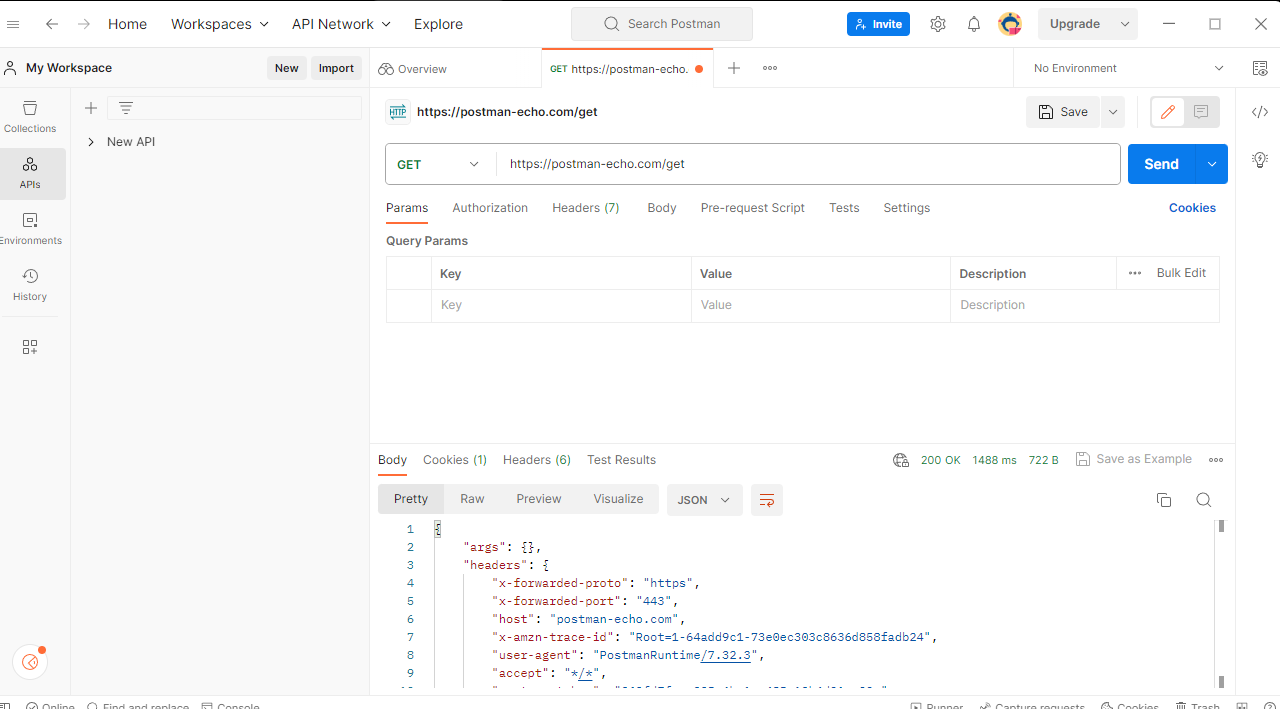 Home Workspaces API Network Explore Search Postman Invite Upgrade
My Workspace New Import Overview GET https://postman-echo. No Environment
Collections
APIs
Environments
History
New API
HTTP https://postman-echo.com/get Save
GET https://postman-echo.com/get Send
Params Authorization Headers (7) Body Pre-request Script Tests Settings Cookies
Query Params
Key Value Description Bulk Edit
Key Value Description
Body Cookies (1) Headers (6) Test Results 200 OK 1488 ms 722 B Save as Example
Pretty Raw Preview Visualize JSON
1 {
2 "args": {},
3 "headers": {
4 "x-forwarded-proto": "https",
5 "x-forwarded-port": "443",
6 "host": "postman-echo.com",
7 "x-amzn-trace-id": "Root=1-64add9c1-73e0ec303c8636d858fadb24",
8 "user-agent": "PostmanRuntime/7.32.3",
9 "accept": "*/*",
Online Find and replace Console Runner Capture requests Cookies Trash